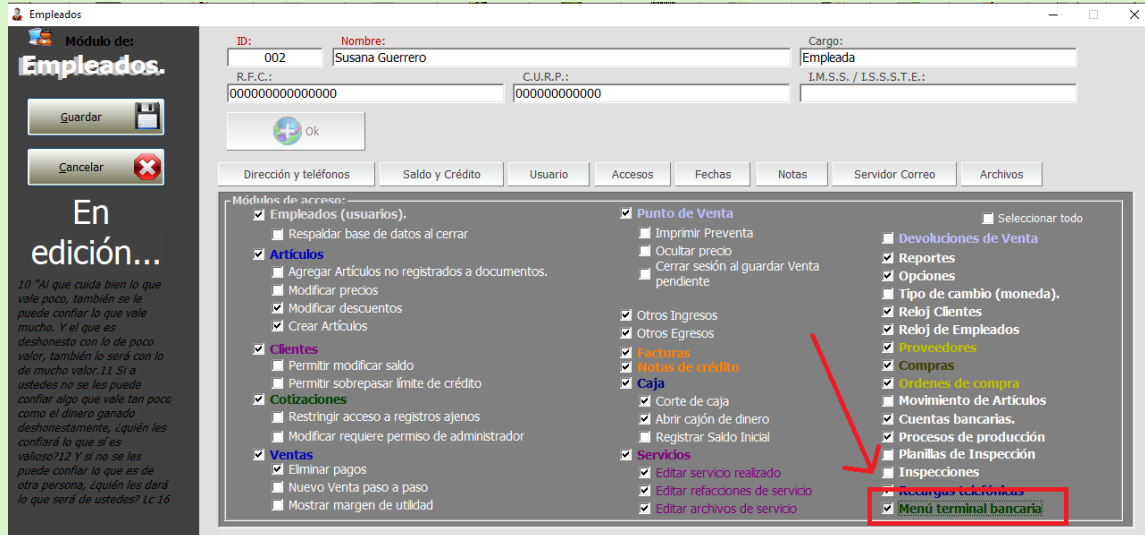 Empleados
Módulo de:
Empleados.
Guardar
Cancelar
En
edición...
10 "Al que cuida bien lo que
vale poco, también se le
puede confiar lo que vale
mucho. Y el que es
deshonesto con lo de poco
valor, también lo será con lo
de mucho valor.11 Si a
ustedes no se les puede
confiar algo que vale tan poco
como el dinero ganado
deshonestamente, ¿quién les
confiará lo que sí es
valioso?12 Y si no se les
puede confiar lo que es de
otra persona, ¿quién les dará
lo que será de ustedes? Lc 16
ID: Nombre: Cargo:
002 Susana Guerrero Empleada
R.F.C.: C.U.R.P.: I.M.S.S. / I.S.S.S.T.E.:
000000000000000 000000000000
Ok
Dirección y teléfonos Saldo y Crédito Usuario Accesos Fechas Notas Servidor Correo Archivos
Módulos de acceso:
Empleados (usuarios).
Respaldar base de datos al cerrar
Artículos
Agregar Artículos no registrados a documentos.
Modificar precios
Modificar descuentos
Crear Artículos
Clientes
Permitir modificar saldo
Permitir sobrepasar límite de crédito
Cotizaciones
Restringir acceso a registros ajenos
Modificar requiere permiso de administrador
Ventas
Eliminar pagos
Nuevo Venta paso a paso
Mostrar margen de utilidad
Punto de Venta
Imprimir Preventa
Ocultar precio
Cerrar sesión al guardar Venta
pendiente
Otros Ingresos
Otros Egresos
Facturas
Notas de crédito
Caja
Corte de caja
Abrir cajón de dinero
Registrar Saldo Inicial
Servicios
Editar servicio realizado
Editar refacciones de servicio
Editar archivos de servicio
Seleccionar todo
Devoluciones de Venta
Reportes
Opciones
Tipo de cambio (moneda).
Reloj Clientes
Reloj de Empleados
Proveedores
Compras
Ordenes de compra
Movimiento de Artículos
Cuentas bancarias.
Procesos de producción
Planillas de Inspección
Inspecciones
Recargas telefónicas
Menú terminal bancaria